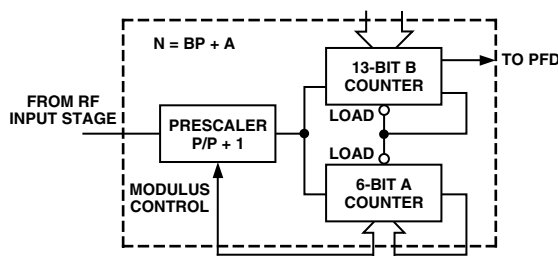 N = BP + A
13-BIT B
COUNTER
TO PFD
FROM RF
INPUT STAGE
PRESCALER
P/P + 1
LOAD
LOAD
MODULUS
CONTROL
6-BIT A
COUNTER